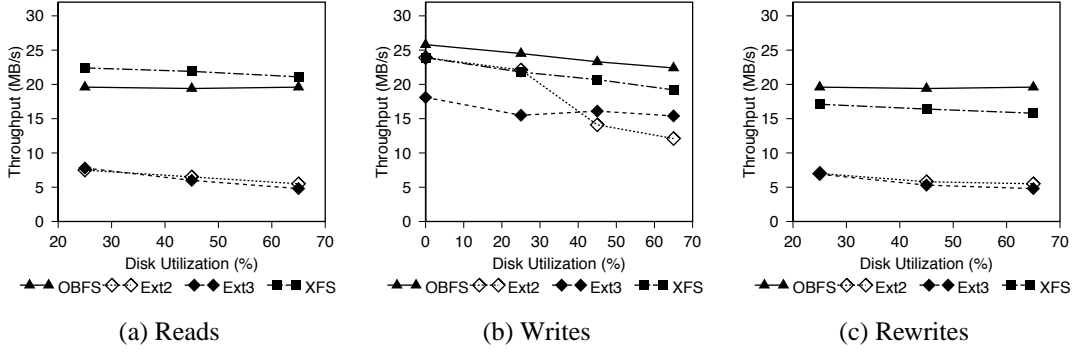 Throughput (MB/s)
30
25
20
15
10
5
0
20 30 40 50 60 70
Disk Utilization (%)
OBFS Ext2 Ext3 XFS
(a) Reads
Throughput (MB/s)
30
25
20
15
10
5
0
0 10 20 30 40 50 60 70
Disk Utilization (%)
OBFS Ext2 Ext3 XFS
(b) Writes
Throughput (MB/s)
30
25
20
15
10
5
0
20 30 40 50 60 70
Disk Utilization (%)
OBFS Ext2 Ext3 XFS
(c) Rewrites